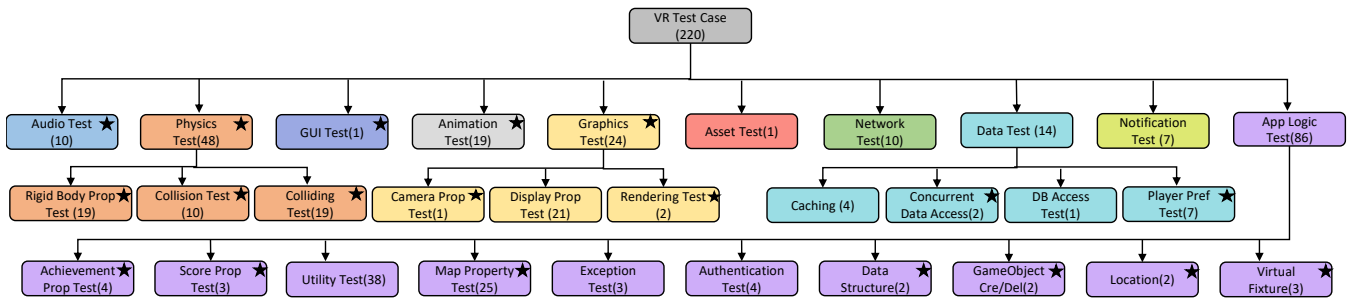 VR Test Case
(220)
Audio Test
(10)
Physics
Test(48)
GUI Test(1)
Animation
Test(19)
Graphics
Test(24)
Asset Test(1)
Network
Test(10)
Data Test (14)
Notification
Test (7)
App Logic
Test(86)
Rigid Body Prop
Test (19)
Collision Test
(10)
Colliding
Test(19)
Camera Prop
Test(1)
Display Prop
Test (21)
Rendering Test
(2)
Caching (4)
Concurrent
Data Access(2)
DB Access
Test(1)
Player Pref
Test(7)
Achievement
Prop Test(4)
Score Prop
Test(3)
Utility Test(38)
Map Property
Test(25)
Exception
Test(3)
Authentication
Test(4)
Data
Structure(2)
GameObject
Cre/Del(2)
Location(2)
Virtual
Fixture(3)